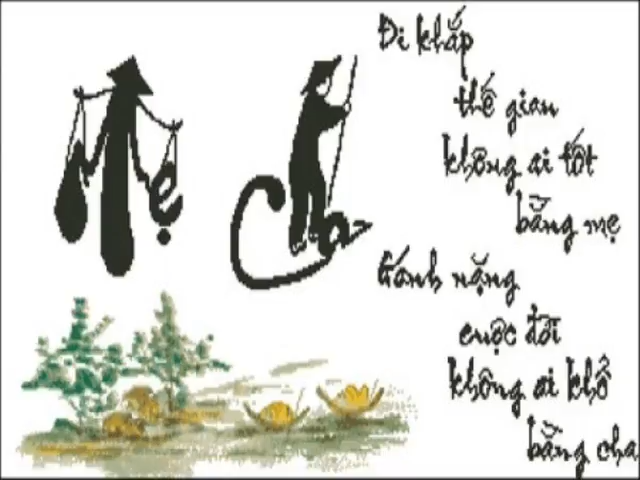 Mẹ Cha
Đi khắp
thế gian
không ai tốt
bằng mẹ
Gánh nặng
cuộc đời
không ai khổ
bằng cha